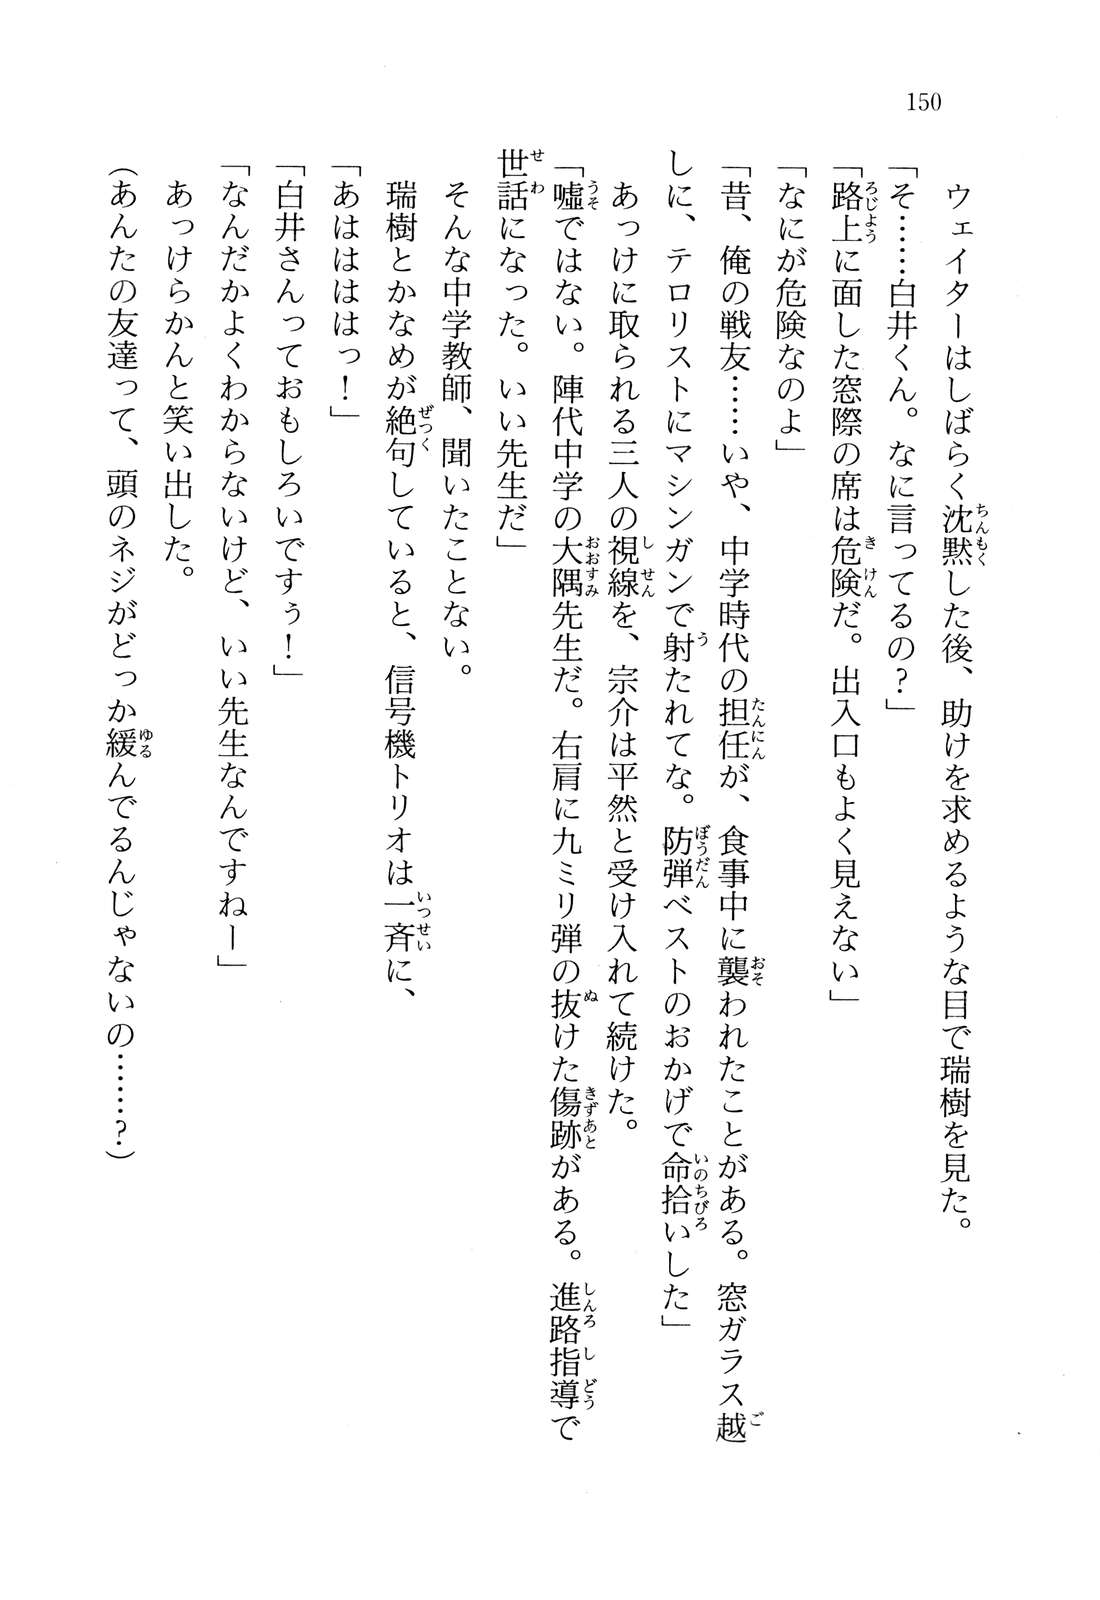 150
ウェイターはしばらく沈黙した後、助けを求めるような目で瑞樹を見た。
「そ……白井くん。なに言ってるの？」
「路上に面した窓際の席は危険だ。出入口もよく見えない」
「なにが危険なのよ」
「昔、俺の戦友……いや、中学時代の担任が、食事中に襲われたことがある。窓ガラス越
しに、テロリストにマシンガンで射たれてな。防弾ベストのおかげで命拾いした」
あっけに取られる三人の視線を、宗介は平然と受け入れて続けた。
「嘘ではない。陣代中学の大隅先生だ。右肩に九ミリ弾の抜けた傷跡がある。進路指導で
世話になった。いい先生だ」
そんな中学教師、聞いたことない。
瑞樹とかなめが絶句していると、信号機トリオは一斉に、
「あはははっ！」
「白井さんっておもしろいですぅ！」
「なんだかよくわからないけど、いい先生なんですねー」
あっけらかんと笑い出した。
（あんたの友達って、頭のネジがどっか緩んでるんじゃないの……？）